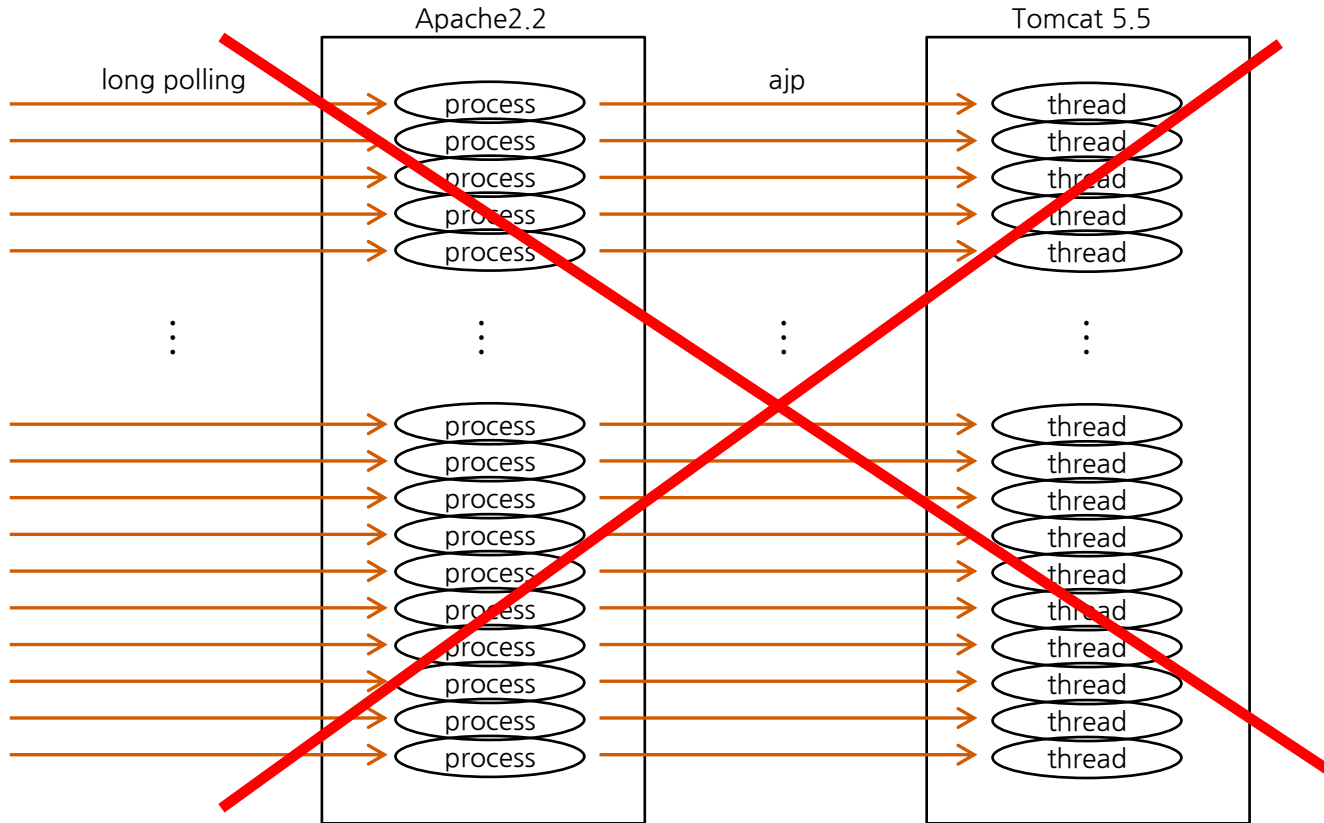 Apache2.2 Tomcat 5.5
long polling ajp
process thread
process thread
process thread
process thread
process thread
⋮ ⋮ ⋮ ⋮
process thread
process thread
process thread
process thread
process thread
process thread
process thread
process thread
process thread
process thread